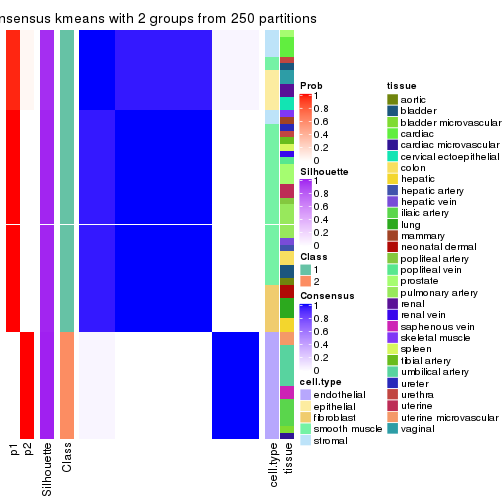 nsensus kmeans with 2 groups from 250 partitions
p1
p2
Silhouette
Class
cell.type
tissue
Prob
1
0.8
0.6
0.4
0.2
0
Silhouette
1
0.8
0.6
0.4
0.2
0
Class
1
2
Consensus
1
0.8
0.6
0.4
0.2
0
cell.type
endothelial
epithelial
fibroblast
smooth muscle
stromal
tissue
aortic
bladder
bladder microvascular
cardiac
cardiac microvascular
cervical ectoepithelial
colon
hepatic
hepatic artery
hepatic vein
iliaic artery
lung
mammary
neonatal dermal
popliteal artery
popliteal vein
prostate
pulmonary artery
renal
renal vein
saphenous vein
skeletal muscle
spleen
tibial artery
umbilical artery
ureter
urethra
uterine
uterine microvascular
vaginal